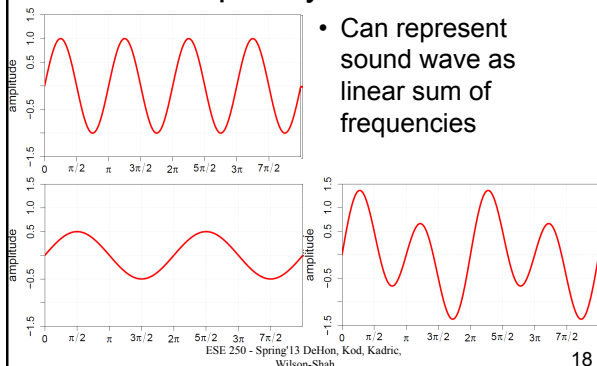 • Can represent
sound wave as
linear sum of
frequencies
amplitude
1.5
1.0
0.5
−0.5
−1.5
0 π/2 π 3π/2 2π 5π/2 3π 7π/2
amplitude
1.5
1.0
0.5
−0.5
−1.5
0 π/2 π 3π/2 2π 5π/2 3π 7π/2
amplitude
1.5
1.0
0.5
−0.5
−1.5
0 π/2 π 3π/2 2π 5π/2 3π 7π/2
ESE 250 - Spring'13 DeHon, Kod, Kadric,
Wilson-Shah
18